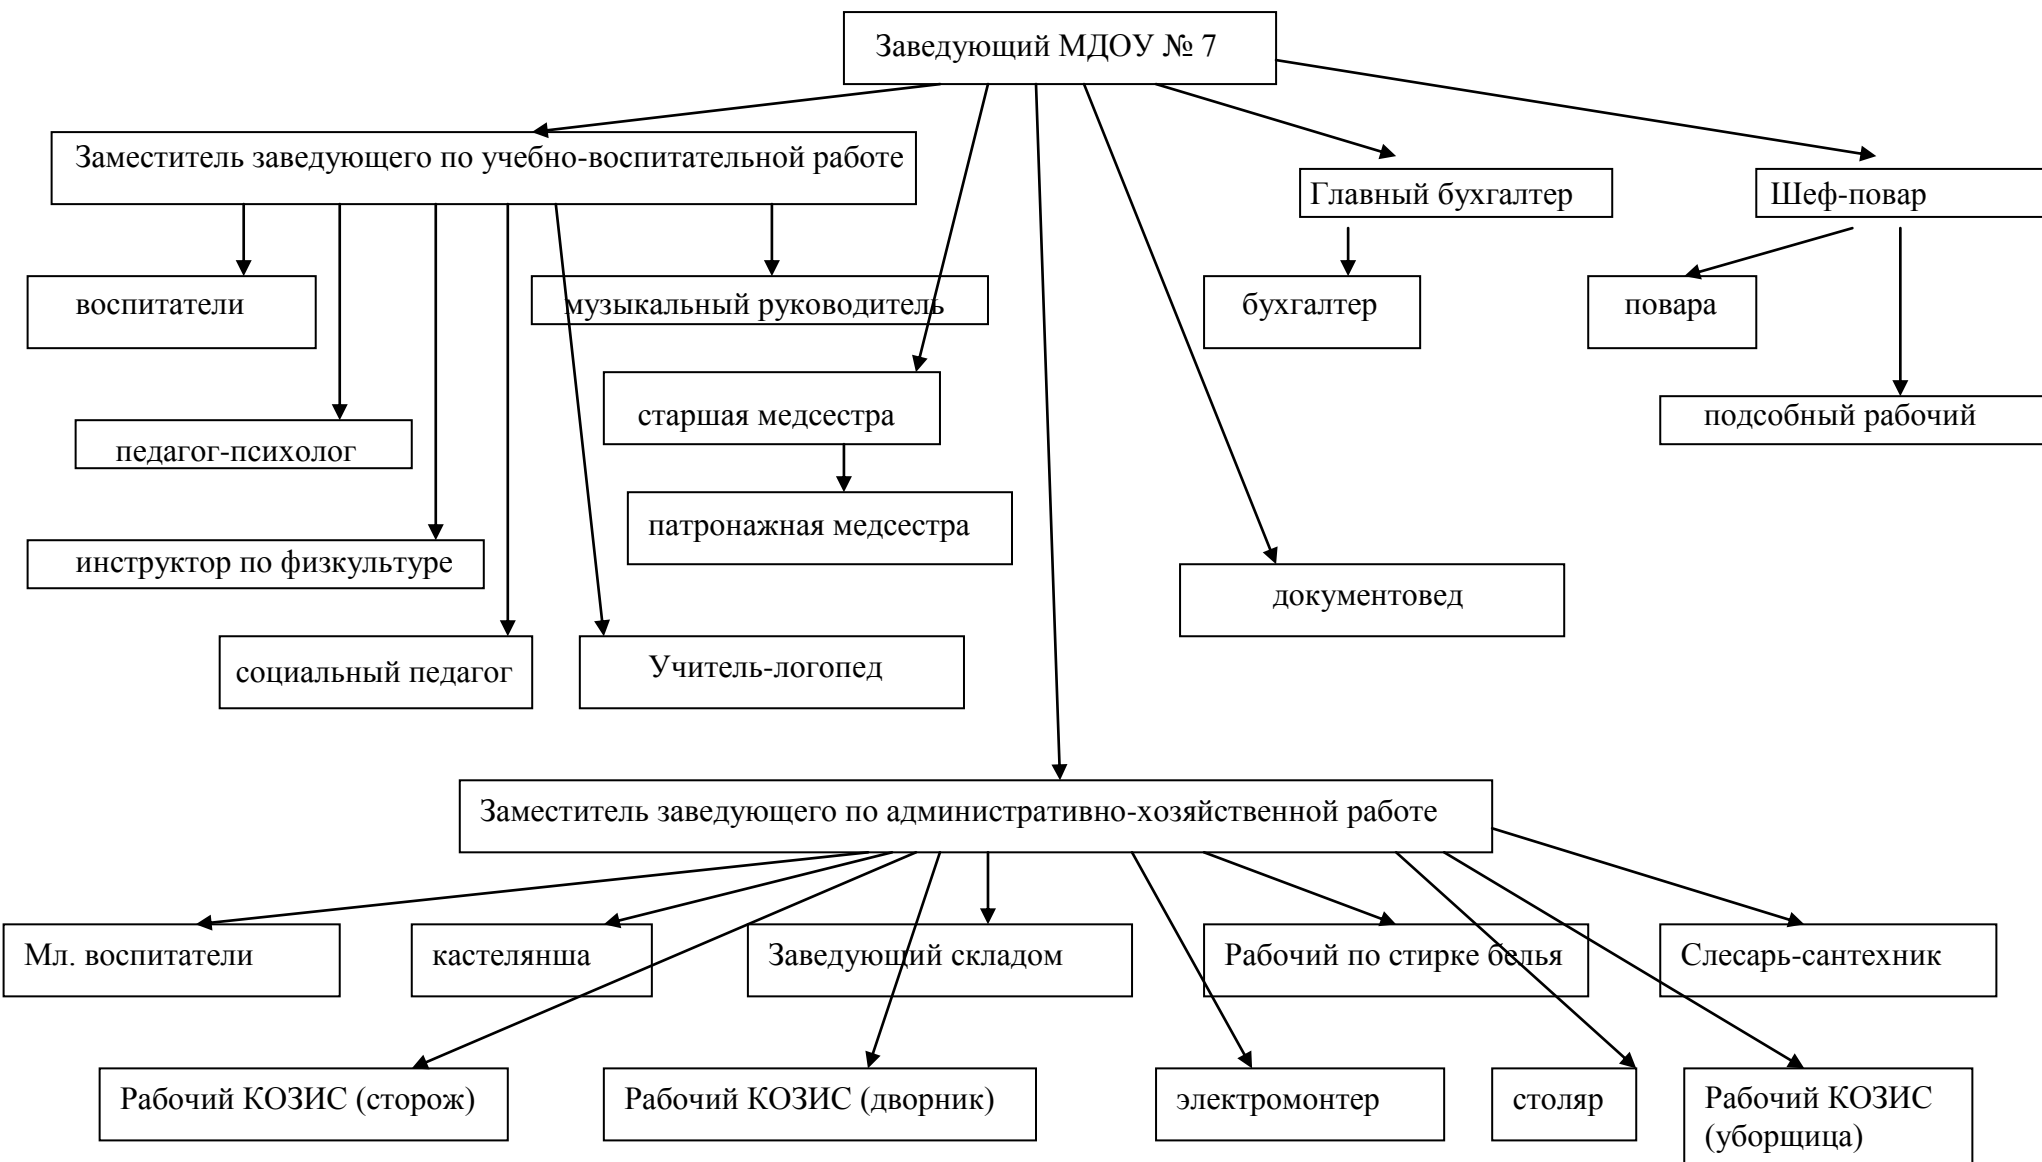 Заведующий МДОУ № 7
Заместитель заведующего по учебно-воспитательной работе
Главный бухгалтер
Шеф-повар
воспитатели
музыкальный руководитель
бухгалтер
повара
старшая медсестра
подсобный рабочий
педагог-психолог
патронажная медсестра
инструктор по физкультуре
документовед
социальный педагог
Учитель-логопед
Заместитель заведующего по административно-хозяйственной работе
Мл. воспитатели
кастелянша
Заведующий складом
Рабочий по стирке белья
Слесарь-сантехник
Рабочий КОЗИС (сторож)
Рабочий КОЗИС (дворник)
электромонтер
столяр
Рабочий КОЗИС
(уборщица)